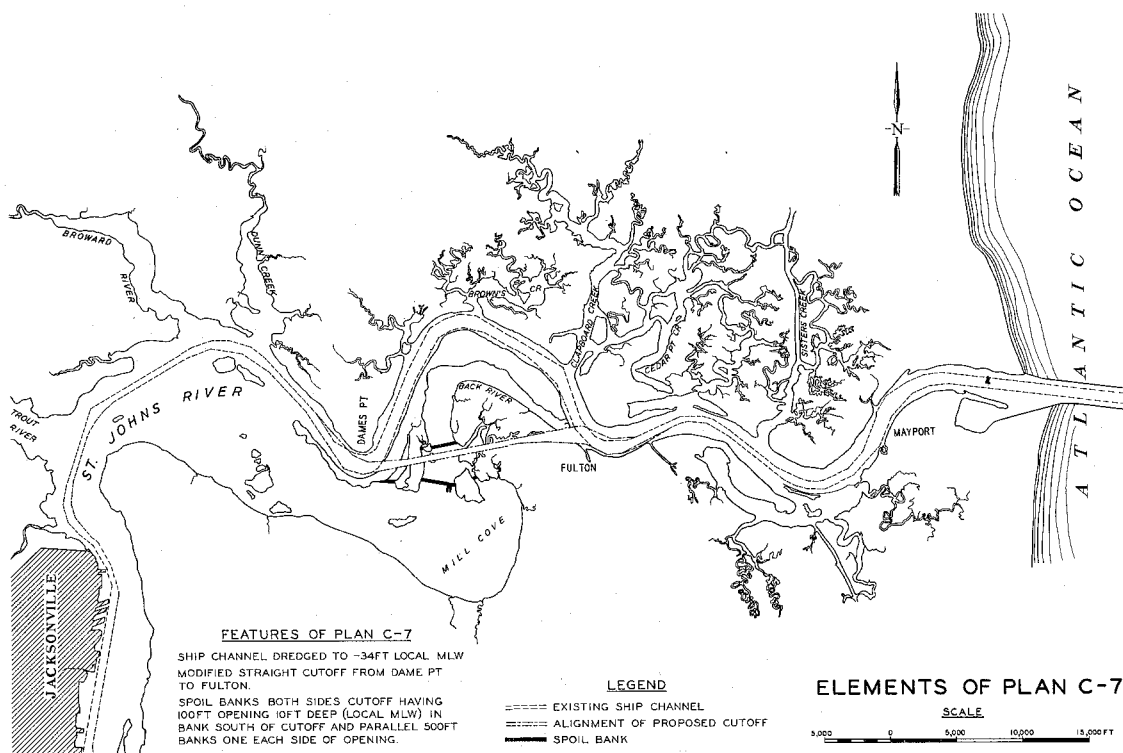 ATLANTIC OCEAN
-N-
BROWARD
RIVER
DUNN CREEK
BROWN'S CR.
CLAPBOARD CREEK
CEDAR PT CR.
SISTERS CREEK
ST. JOHNS RIVER
TROUT
RIVER
DAMES PT
BACK RIVER
FULTON
MAYPORT
MILL COVE
JACKSONVILLE
FEATURES OF PLAN C-7
SHIP CHANNEL DREDGED TO -34FT LOCAL MLW
MODIFIED STRAIGHT CUTOFF FROM DAME PT
TO FULTON.
SPOIL BANKS BOTH SIDES CUTOFF HAVING
100FT OPENING 10FT DEEP (LOCAL MLW) IN
BANK SOUTH OF CUTOFF AND PARALLEL 500FT
BANKS ONE EACH SIDE OF OPENING.
LEGEND
EXISTING SHIP CHANNEL
ALIGNMENT OF PROPOSED CUTOFF
SPOIL BANK
ELEMENTS OF PLAN C-7
SCALE
5,000 0 5,000 10,000 15,000 FT